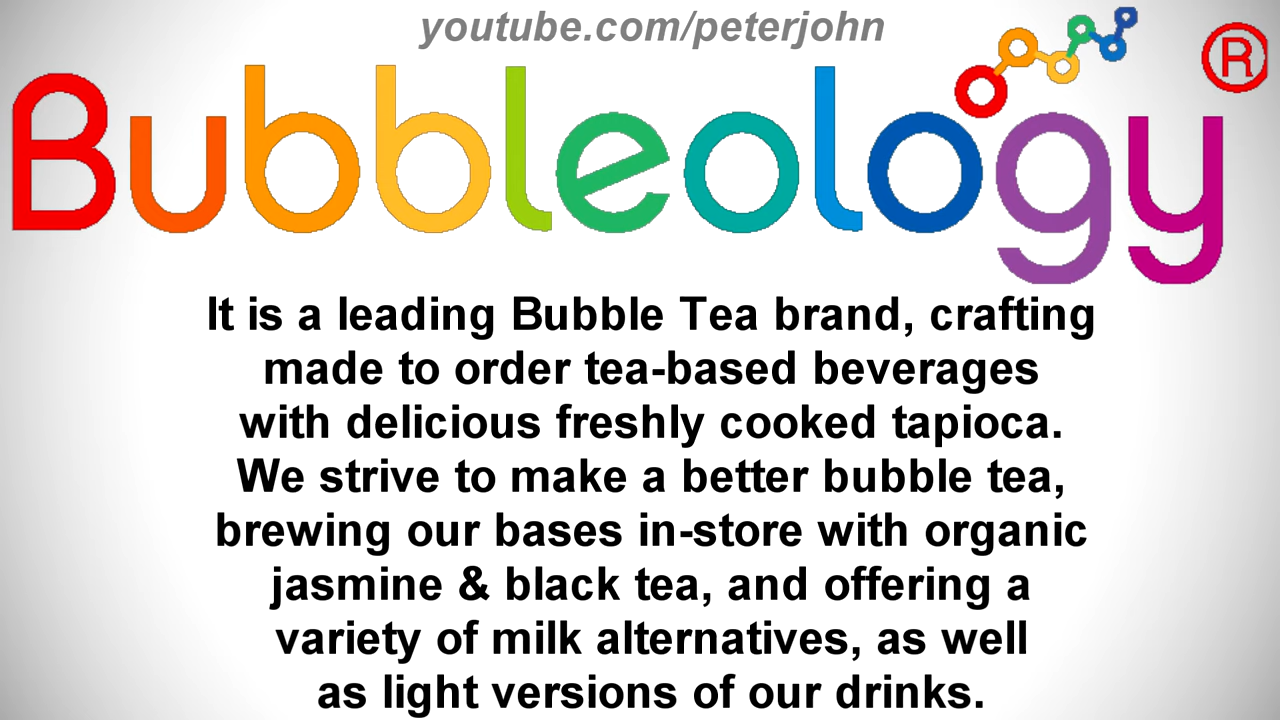 youtube.com/peterjohn
Bubbleology®
It is a leading Bubble Tea brand, crafting
made to order tea-based beverages
with delicious freshly cooked tapioca.
We strive to make a better bubble tea,
brewing our bases in-store with organic
jasmine & black tea, and offering a
variety of milk alternatives, as well
as light versions of our drinks.